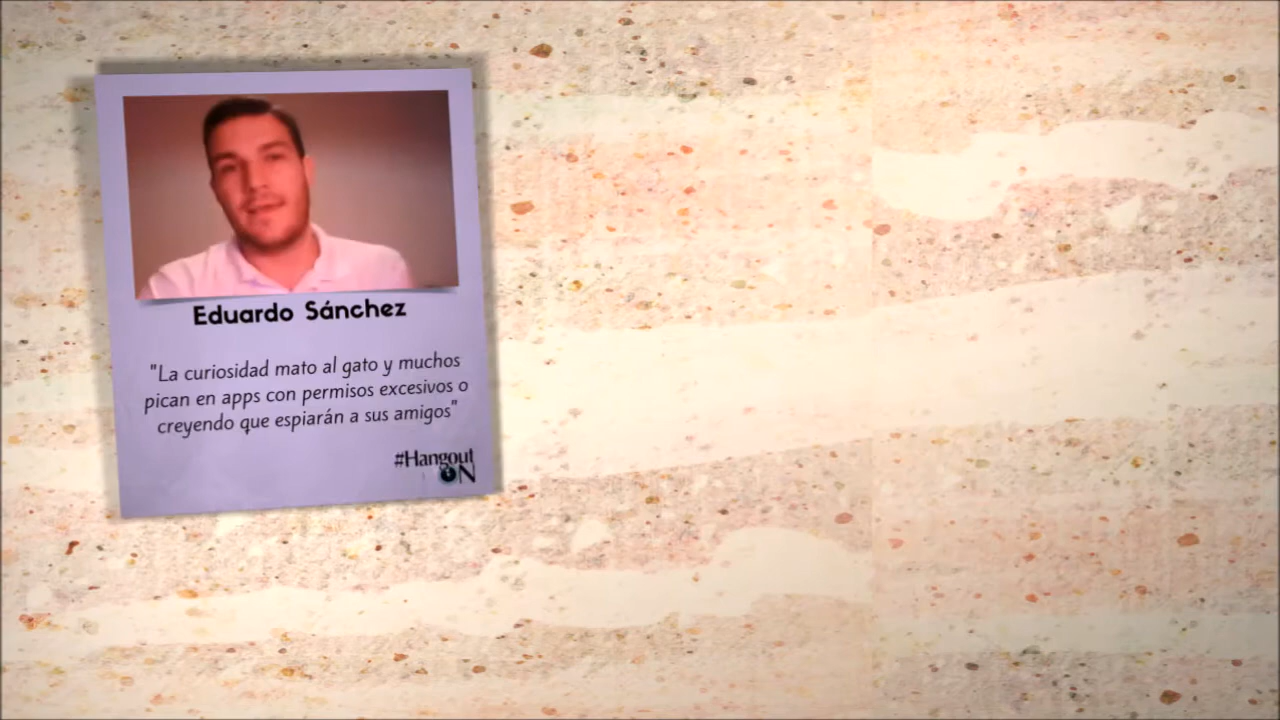 Eduardo Sánchez
"La curiosidad mato al gato y muchos
pican en apps con permisos excesivos o
creyendo que espiarán a sus amigos"
#Hangout
ON